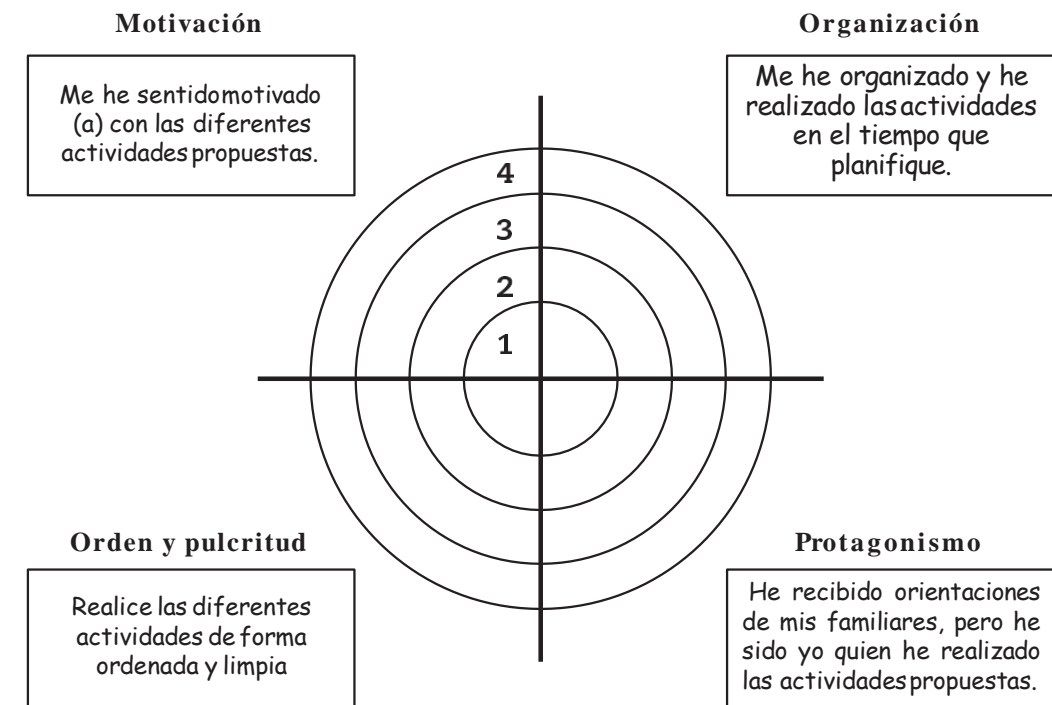 Motivación
Me he sentidomotivado
(a) con las diferentes
actividadespropuestas.
Organización
Me he organizado y he
realizado lasactividades
en el tiempo que
planifique.
4
3
2
1
Orden y pulcritud
Realice las diferentes
actividades de forma
ordenada y limpia
Protagonismo
He recibido orientaciones
de mis familiares, pero he
sido yo quien he realizado
las actividadespropuestas.